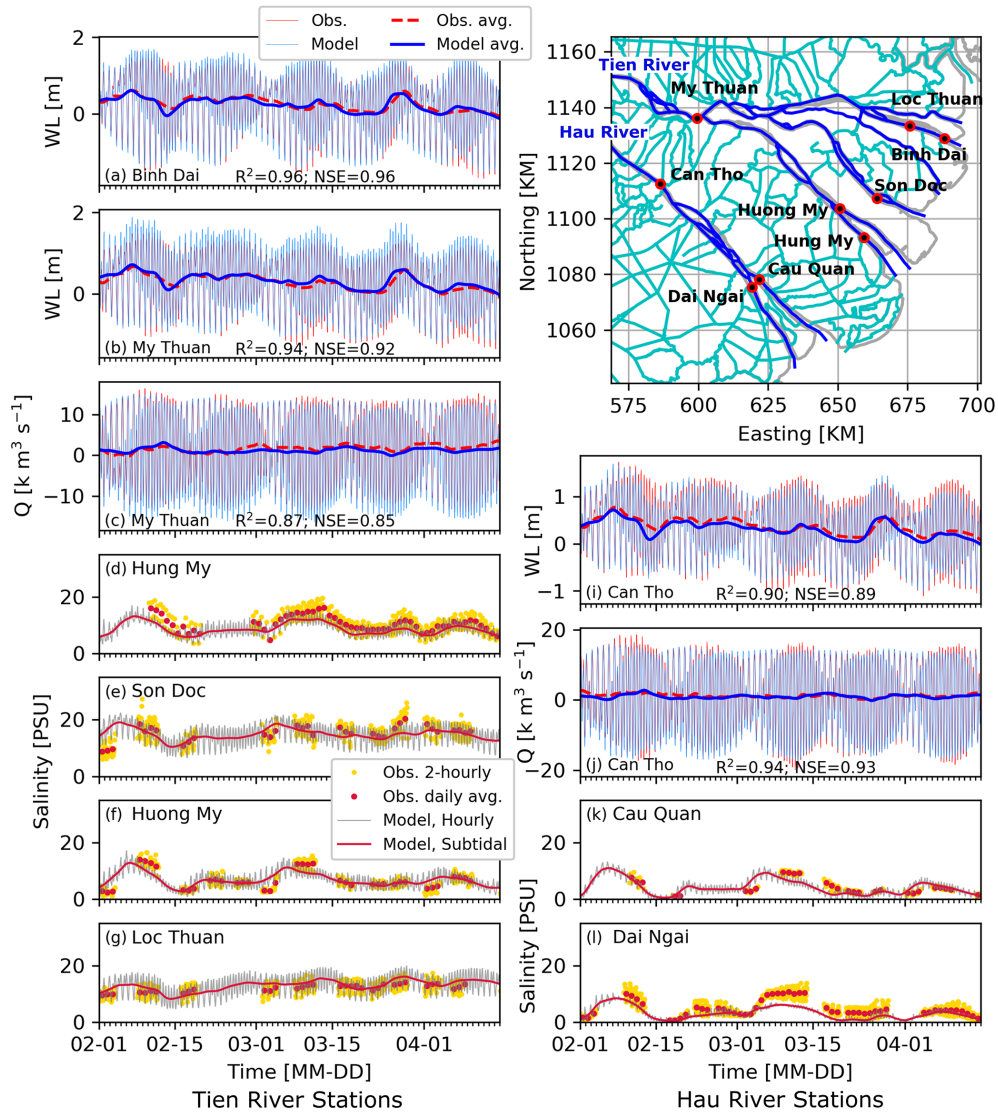 Obs.
Obs. avg.
Model
Model avg.
2
0
WL [m]
(a) Binh Dai
R²=0.96; NSE=0.96
2
0
WL [m]
(b) My Thuan
R²=0.94; NSE=0.92
10
0
−10
Q [k m³ s⁻¹]
(c) My Thuan
R²=0.87; NSE=0.85
20
0
(d) Hung My
20
0
(e) Son Doc
Salinity [PSU]
Obs. 2-hourly
Obs. daily avg.
Model, Hourly
Model, Subtidal
20
0
(f) Huong My
20
0
(g) Loc Thuan
02-01
02-15
03-01
03-15
04-01
Time [MM-DD]
Tien River Stations
1160
1140
1120
1100
1080
1060
Northing [KM]
Tien River
My Thuan
Loc Thuan
Hau River
Binh Dai
Can Tho
Son Doc
Huong My
Hung My
Cau Quan
Dai Ngai
575
600
625
650
675
700
Easting [KM]
1
0
−1
WL [m]
(i) Can Tho
R²=0.90; NSE=0.89
20
0
−20
Q [k m³ s⁻¹]
(j) Can Tho
R²=0.94; NSE=0.93
20
0
(k) Cau Quan
Salinity [PSU]
20
0
(l) Dai Ngai
02-01
02-15
03-01
03-15
04-01
Time [MM-DD]
Hau River Stations